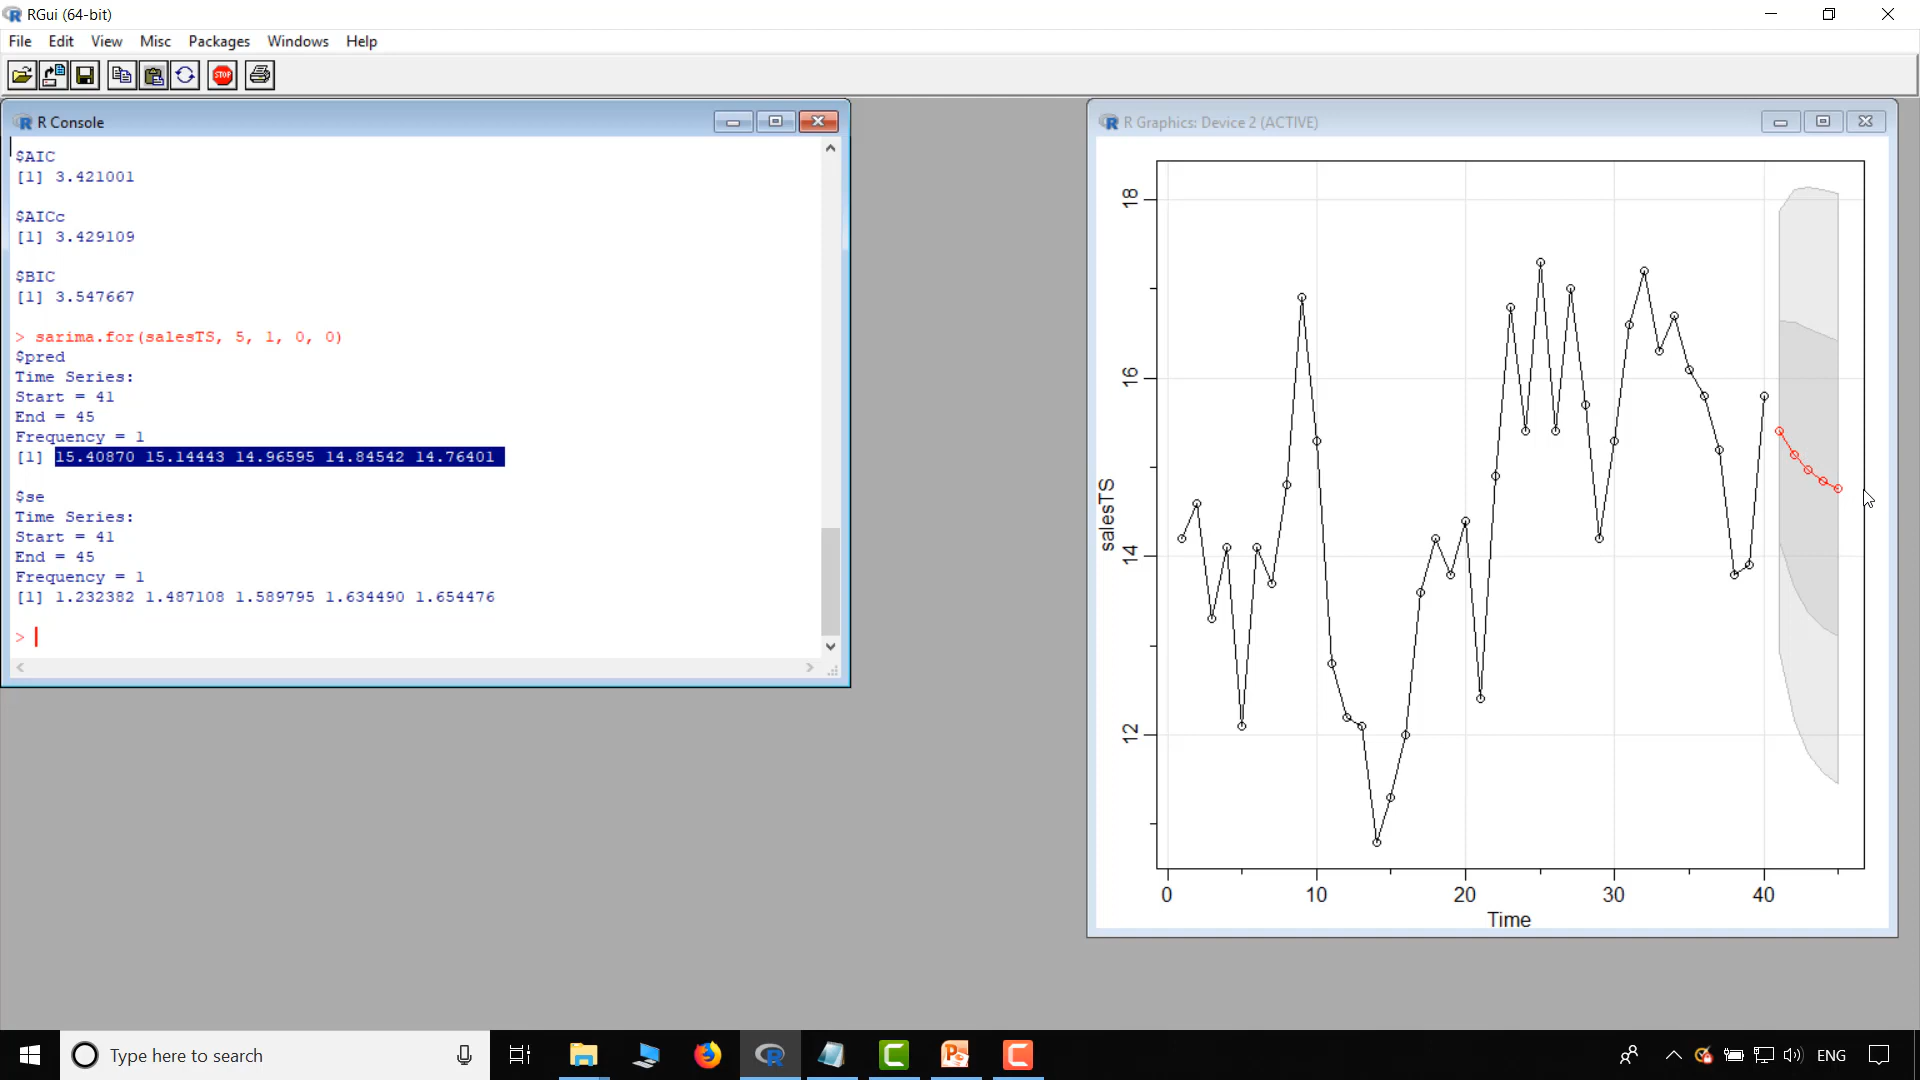 RGui (64-bit)
File Edit View Misc Packages Windows Help
STOP
R Console
$AIC
[1] 3.421001
$AICc
[1] 3.429109
$BIC
[1] 3.547667
> sarima.for(salesTS, 5, 1, 0, 0)
$pred
Time Series:
Start = 41
End = 45
Frequency = 1
[1] 15.40870 15.14443 14.96595 14.84542 14.76401
$se
Time Series:
Start = 41
End = 45
Frequency = 1
[1] 1.232382 1.487108 1.589795 1.634490 1.654476
>
R Graphics: Device 2 (ACTIVE)
18
16
14
12
salesTS
0 10 20 30 40
Time
Type here to search
ENG